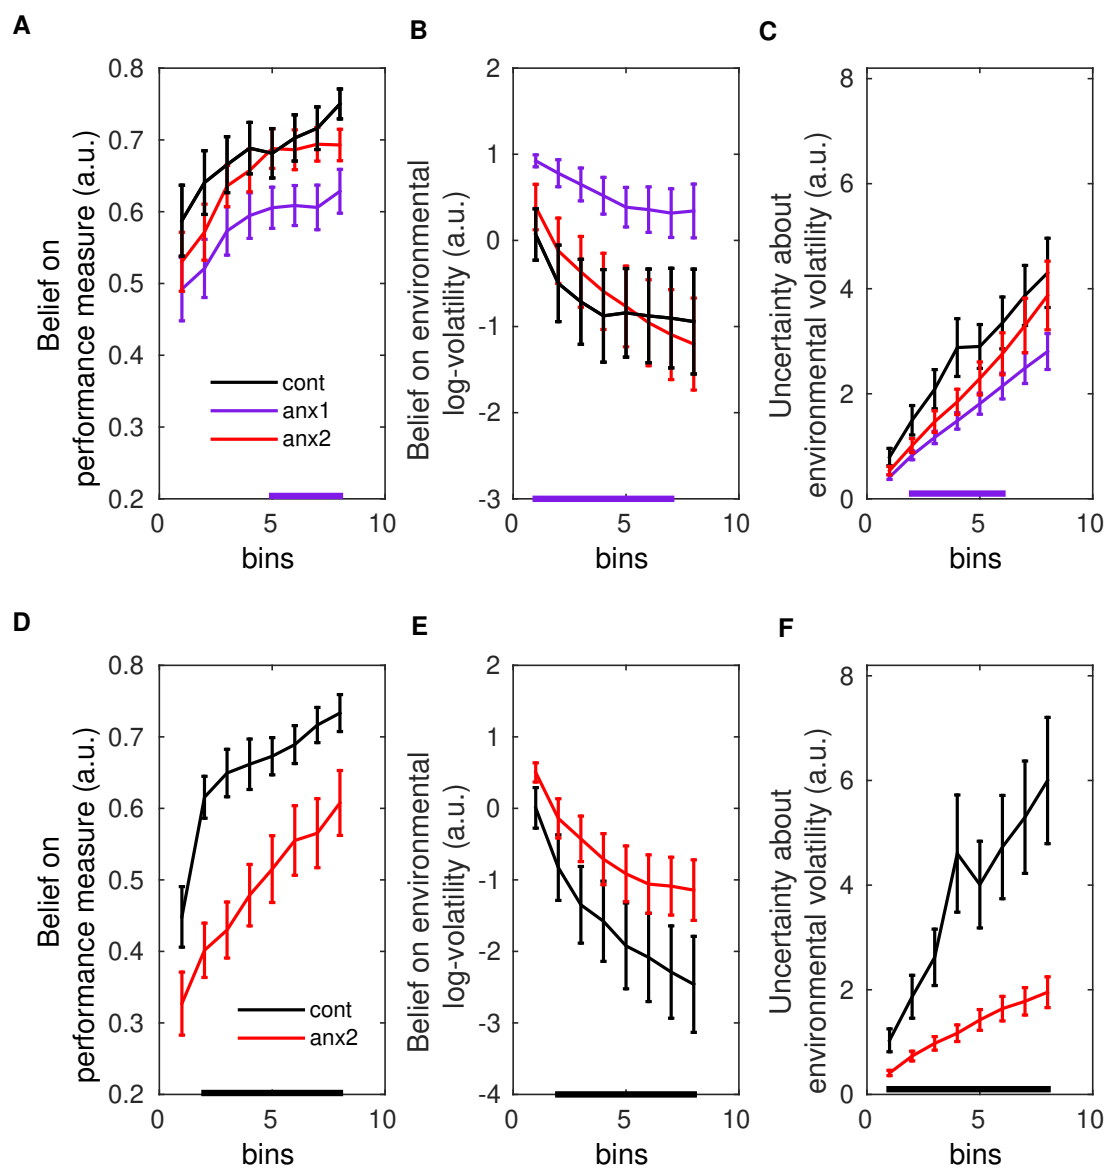 A
Belief on
performance measure (a.u.)
0.8
0.7
0.6
0.5
0.4
0.3
0.2
cont
anx1
anx2
0
5
10
bins
B
Belief on environmental
log-volatility (a.u.)
2
1
0
-1
-2
-3
0
5
10
bins
C
Uncertainty about
environmental volatility (a.u.)
8
6
4
2
0
0
5
10
bins
D
Belief on
performance measure (a.u.)
0.8
0.7
0.6
0.5
0.4
0.3
0.2
cont
anx2
0
5
10
bins
E
Belief on environmental
log-volatility (a.u.)
2
1
0
-1
-2
-3
-4
0
5
10
bins
F
Uncertainty about
environmental volatility (a.u.)
8
6
4
2
0
0
5
10
bins